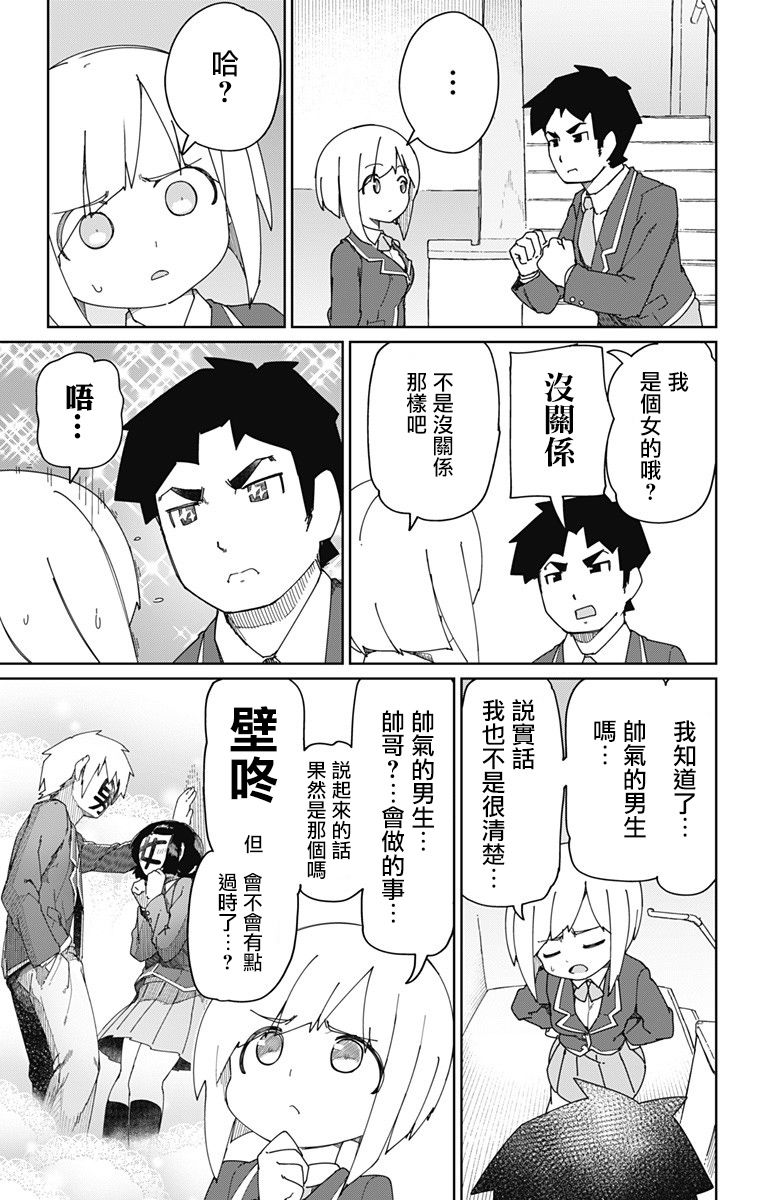 …
哈？
我
是個女的哦？
沒關係
不是沒關係
那樣吧
唔…
我知道了…
帥氣的男生
嗎…
說實話
我也不是很清楚…
帥氣的男生…
帥哥？…會做的事…
說起來的話
果然是那個嗎
壁咚
但
會不會有點
過時了…？
男
女